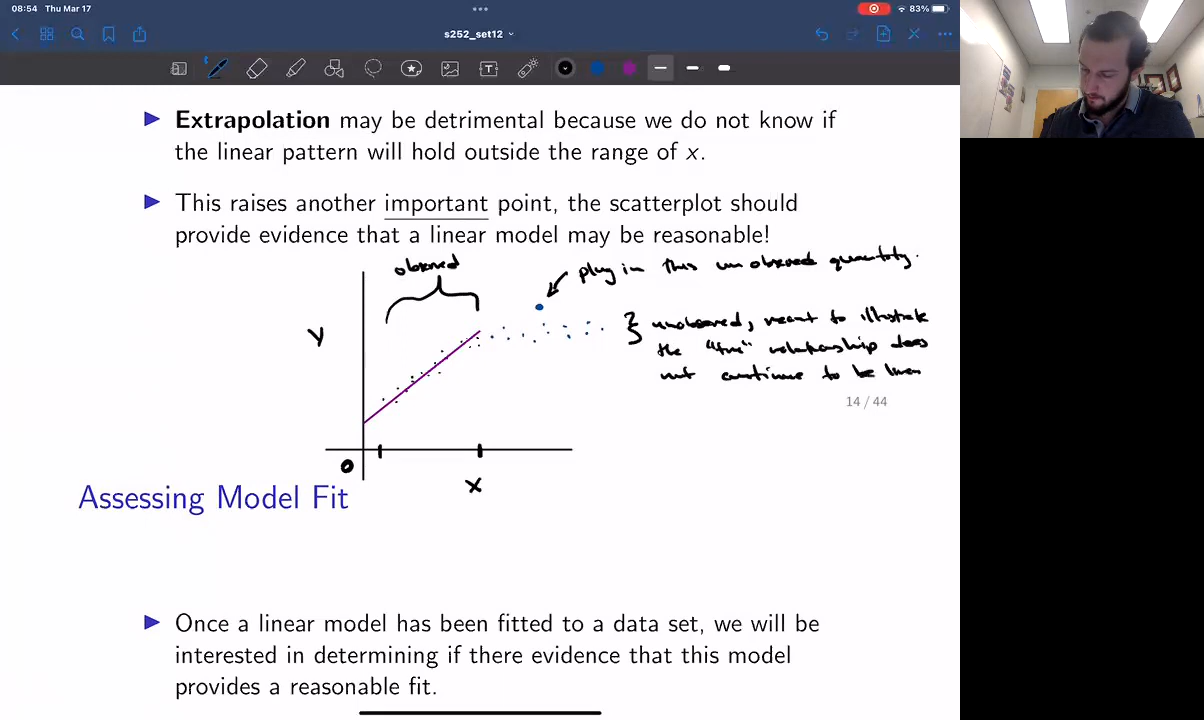 08:54 Thu Mar 17
83%
s252_set12
Extrapolation may be detrimental because we do not know if
the linear pattern will hold outside the range of x.
This raises another important point, the scatterplot should
provide evidence that a linear model may be reasonable!
observed
plug in this unobserved quantity.
y
unobserved, meant to illustrate
the "true" relationship does
not continue to be linear
14 / 44
0
x
Assessing Model Fit
Once a linear model has been fitted to a data set, we will be
interested in determining if there evidence that this model
provides a reasonable fit.